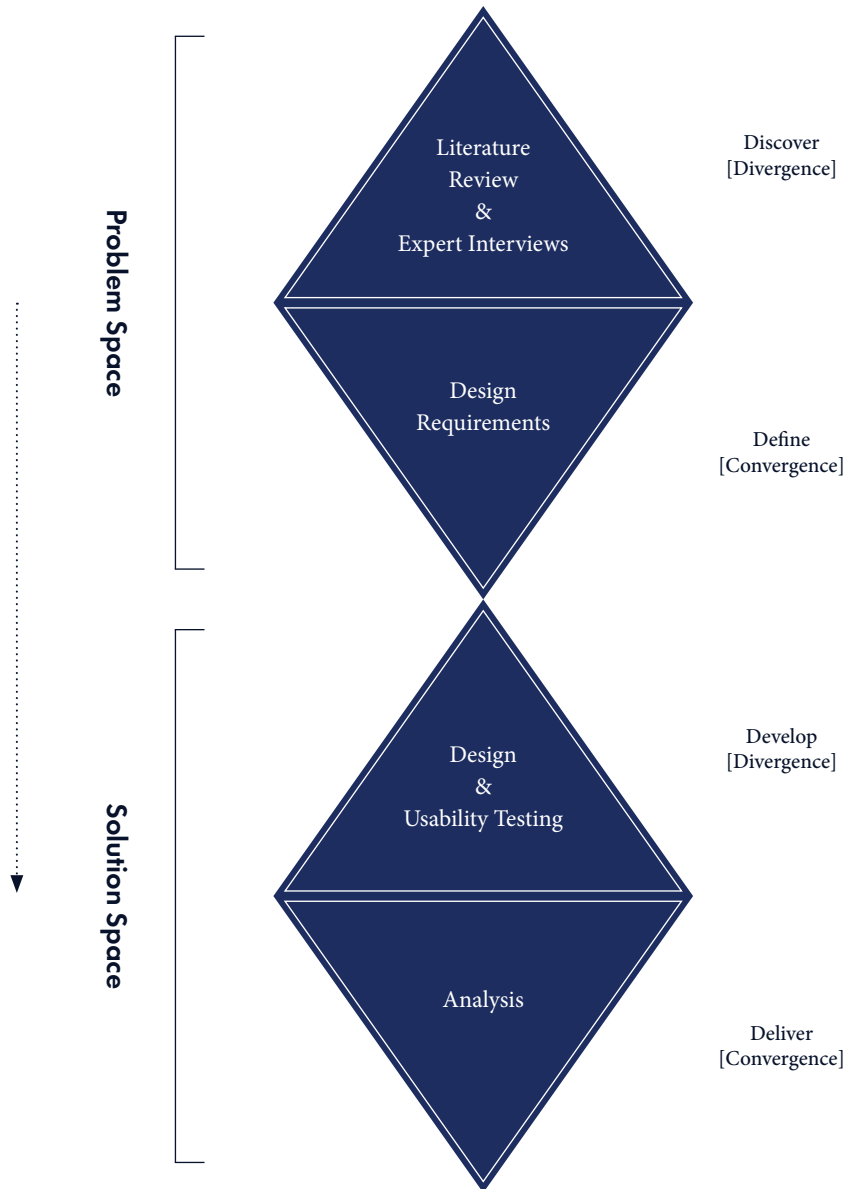 Problem Space
Literature
Review
&
Expert Interviews
Discover
[Divergence]
Design
Requirements
Define
[Convergence]
Solution Space
Design
&
Usability Testing
Develop
[Divergence]
Analysis
Deliver
[Convergence]